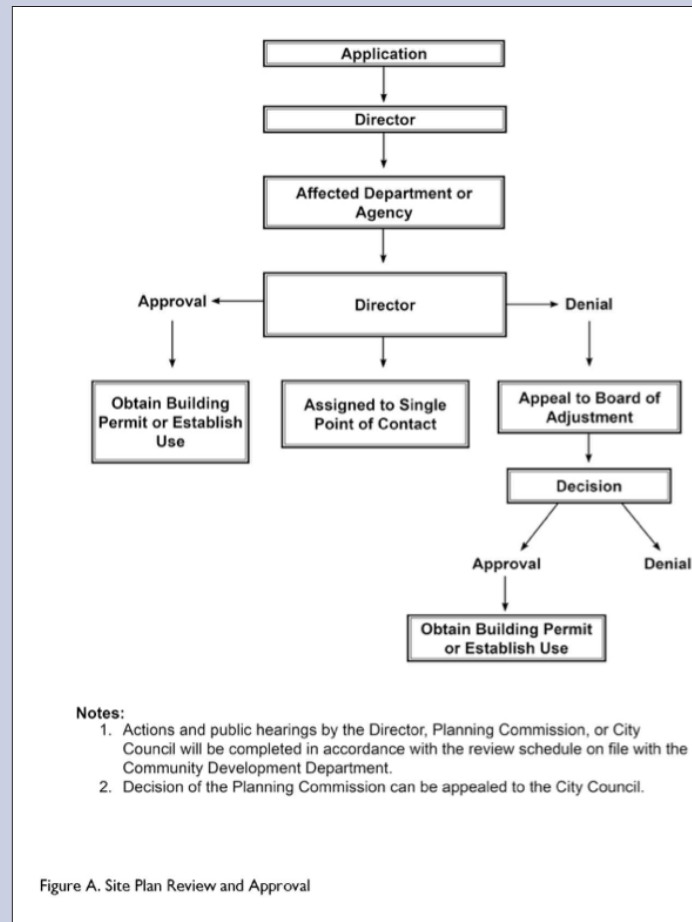 Application
Director
Affected Department or
Agency
Approval
Director
Denial
Obtain Building
Permit or Establish
Use
Assigned to Single
Point of Contact
Appeal to Board of
Adjustment
Decision
Approval
Denial
Obtain Building Permit
or Establish Use
Notes:
1. Actions and public hearings by the Director, Planning Commission, or City
Council will be completed in accordance with the review schedule on file with the
Community Development Department.
2. Decision of the Planning Commission can be appealed to the City Council.
Figure A. Site Plan Review and Approval